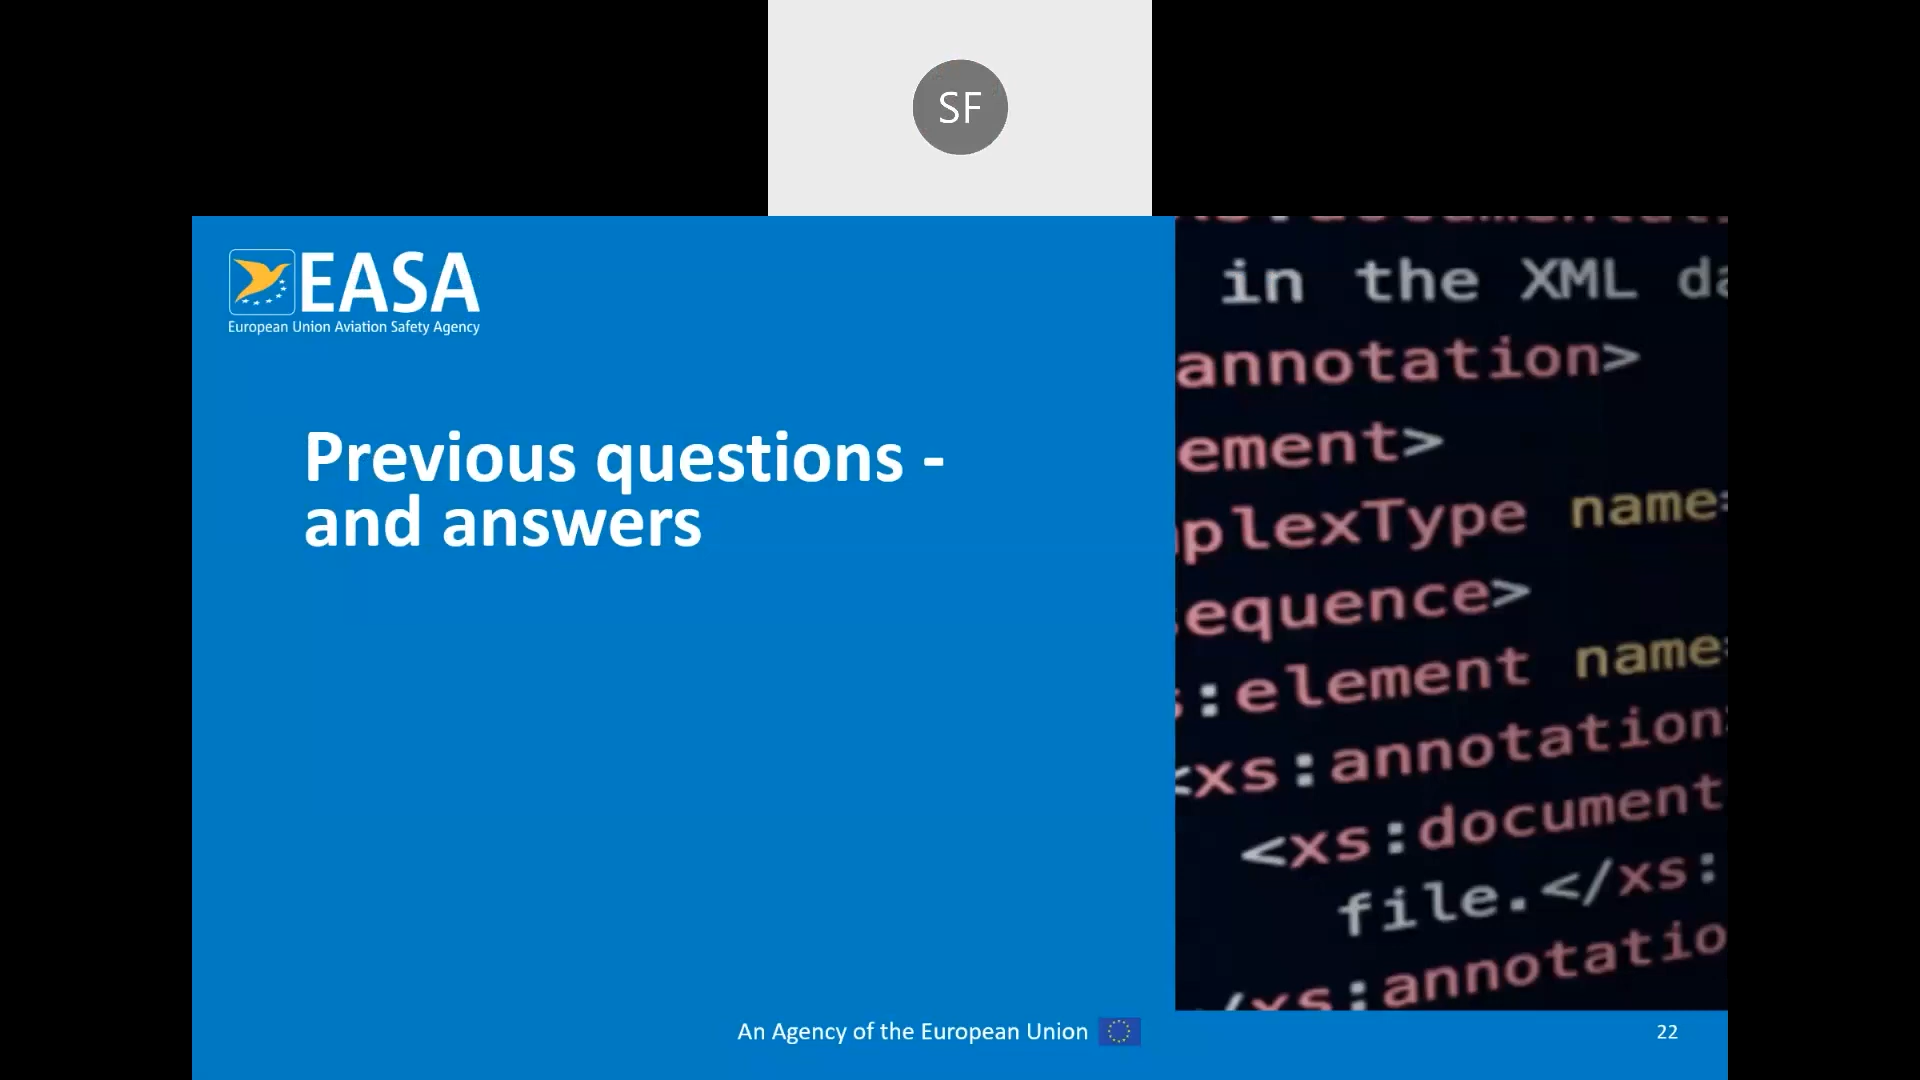 SF
EASA
European Union Aviation Safety Agency
Previous questions -
and answers
in the XML
annotation>
ement>
plexType name=
equence>
:element name=
<xs:annotation
<xs:document
file.</xs:
xs:annotatio
An Agency of the European Union
22